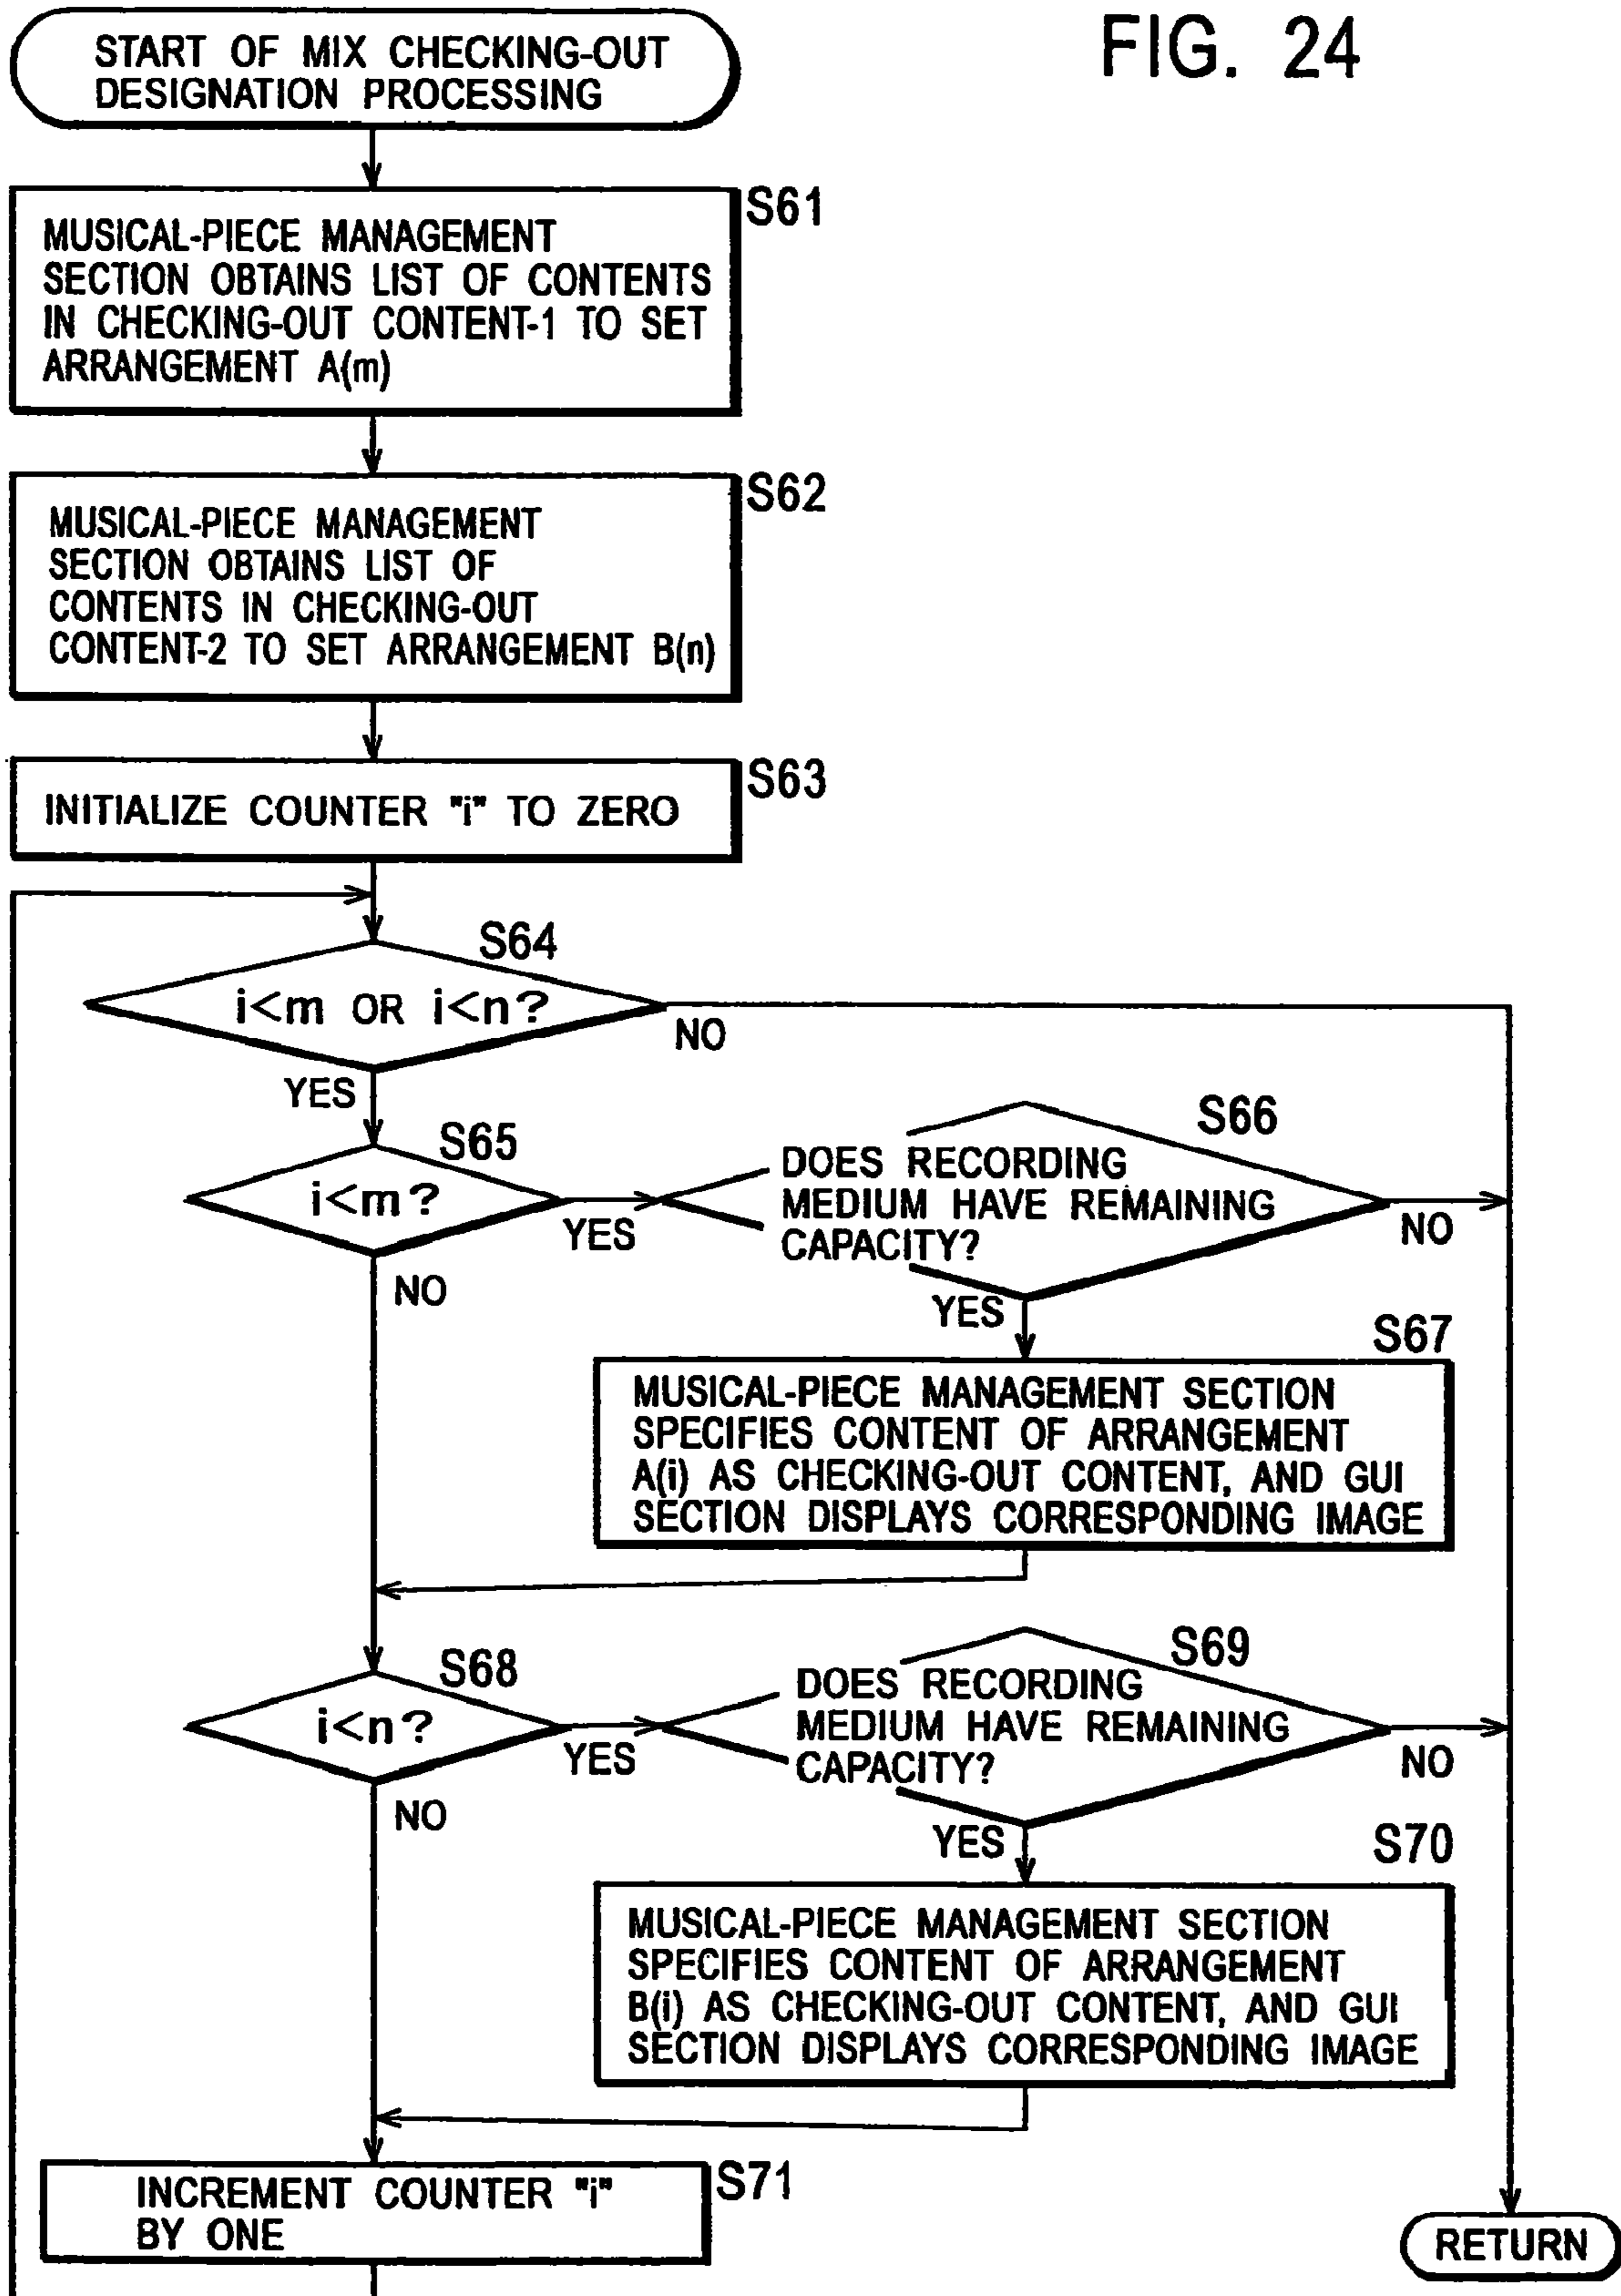 FIG. 24
START OF MIX CHECKING-OUT
DESIGNATION PROCESSING
S61
MUSICAL-PIECE MANAGEMENT
SECTION OBTAINS LIST OF CONTENTS
IN CHECKING-OUT CONTENT-1 TO SET
ARRANGEMENT A(m)
S62
MUSICAL-PIECE MANAGEMENT
SECTION OBTAINS LIST OF
CONTENTS IN CHECKING-OUT
CONTENT-2 TO SET ARRANGEMENT B(n)
S63
INITIALIZE COUNTER "i" TO ZERO
S64
i<m OR i<n?
NO
YES
S65
i<m?
YES
NO
S66
DOES RECORDING
MEDIUM HAVE REMAINING
CAPACITY?
NO
YES
S67
MUSICAL-PIECE MANAGEMENT SECTION
SPECIFIES CONTENT OF ARRANGEMENT
A(i) AS CHECKING-OUT CONTENT, AND GUI
SECTION DISPLAYS CORRESPONDING IMAGE
S68
i<n?
YES
NO
S69
DOES RECORDING
MEDIUM HAVE REMAINING
CAPACITY?
NO
YES
S70
MUSICAL-PIECE MANAGEMENT SECTION
SPECIFIES CONTENT OF ARRANGEMENT
B(i) AS CHECKING-OUT CONTENT, AND GUI
SECTION DISPLAYS CORRESPONDING IMAGE
S71
INCREMENT COUNTER "i"
BY ONE
RETURN